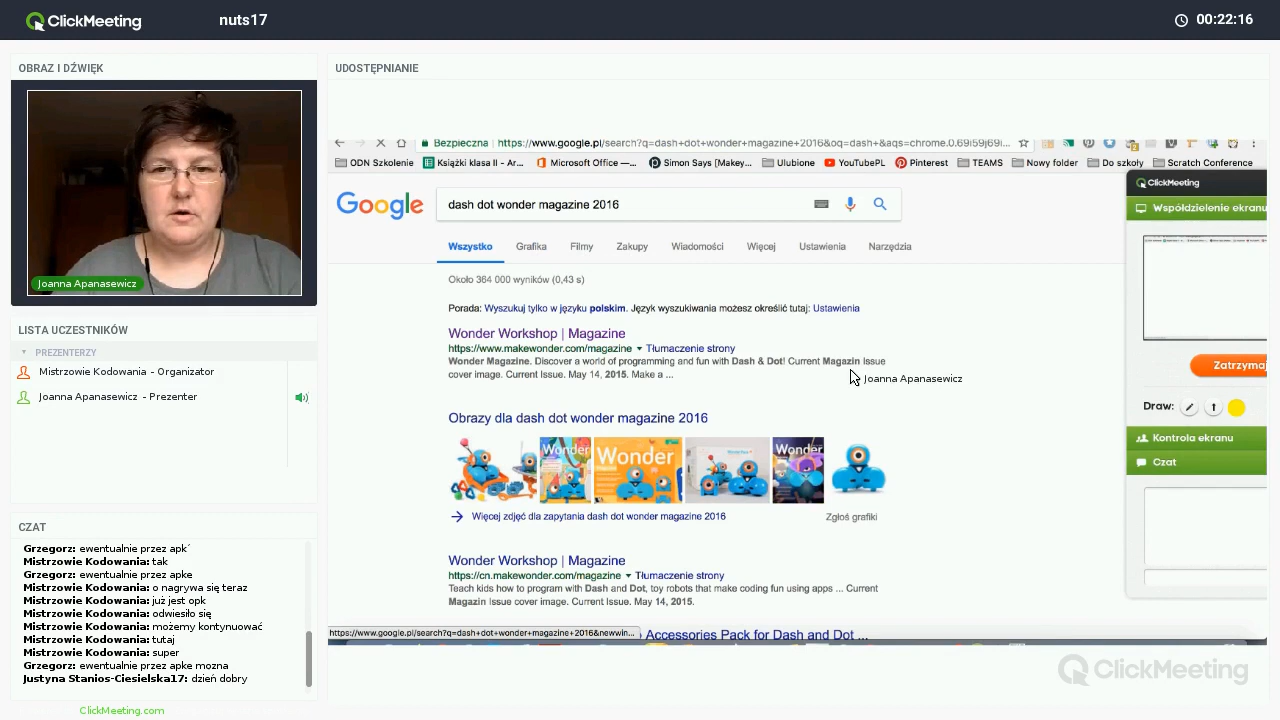 ClickMeeting
nuts17
00:22:16
OBRAZ I DŹWIĘK
Joanna Apanasewicz
LISTA UCZESTNIKÓW
PREZENTERZY
Mistrzowie Kodowania - Organizator
Joanna Apanasewicz - Prezenter
CZAT
Grzegorz: ewentualnie przez apk´
Mistrzowie Kodowania: tak
Grzegorz: ewentualnie przez apke
Mistrzowie Kodowania: o nagrywa się teraz
Mistrzowie Kodowania: już jest opk
Mistrzowie Kodowania: odwiesiło się
Mistrzowie Kodowania: możemy kontynuować
Mistrzowie Kodowania: tutaj
Mistrzowie Kodowania: super
Grzegorz: ewentualnie przez apke mozna
Justyna Stanios-Ciesielska17: dzień dobry
ClickMeeting.com
UDOSTĘPNIANIE
Bezpieczna https://www.google.pl/search?q=dash+dot+wonder+magazine+2016&oq=dash+dot+wonder+magazine+2016&aqs=chrome.0.69i59j69i...
ODN Szkolenie Książki klasa II - Ar... Microsoft Office —... Simon Says [Makey... Ulubione YouTubePL Pinterest TEAMS Nowy folder Do szkoły Scratch Conference
Google
dash dot wonder magazine 2016
Wszystko Grafika Filmy Zakupy Wiadomości Więcej Ustawienia Narzędzia
Około 364 000 wyników (0,43 s)
Porada: Wyszukuj tylko w języku polskim. Język wyszukiwania możesz określić tutaj: Ustawienia
Wonder Workshop | Magazine
https://www.makewonder.com/magazine Tłumaczenie strony
Wonder Magazine. Discover a world of programming and fun with Dash & Dot! Current Magazin Issue
cover image. Current Issue. May 14, 2015. Make a ...
Joanna Apanasewicz
Obrazy dla dash dot wonder magazine 2016
Wonder Wonder Wonder
Więcej zdjęć dla zapytania dash dot wonder magazine 2016
Zgłoś grafiki
Wonder Workshop | Magazine
https://cn.makewonder.com/magazine Tłumaczenie strony
Teach kids how to program with Dash and Dot, toy robots that make coding fun using apps ... Current
Magazin Issue cover image. Current Issue. May 14, 2015.
https://www.google.pl/search?q=dash+dot+wonder+magazine+2016&newwin...
Accessories Pack for Dash and Dot ...
ClickMeeting
Współdzielenie ekranu
Zatrzymaj
Draw:
Kontrola ekranu
Czat
ClickMeeting